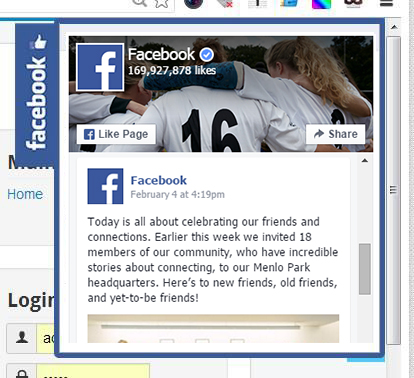 facebook
Facebook
169,927,878 likes
16
Like Page
Share
Facebook
February 4 at 4:19pm
Today is all about celebrating our friends and
connections. Earlier this week we invited 18
members of our community, who have incredible
stories about connecting, to our Menlo Park
headquarters. Here's to new friends, old friends,
and yet-to-be friends!
Home
Login